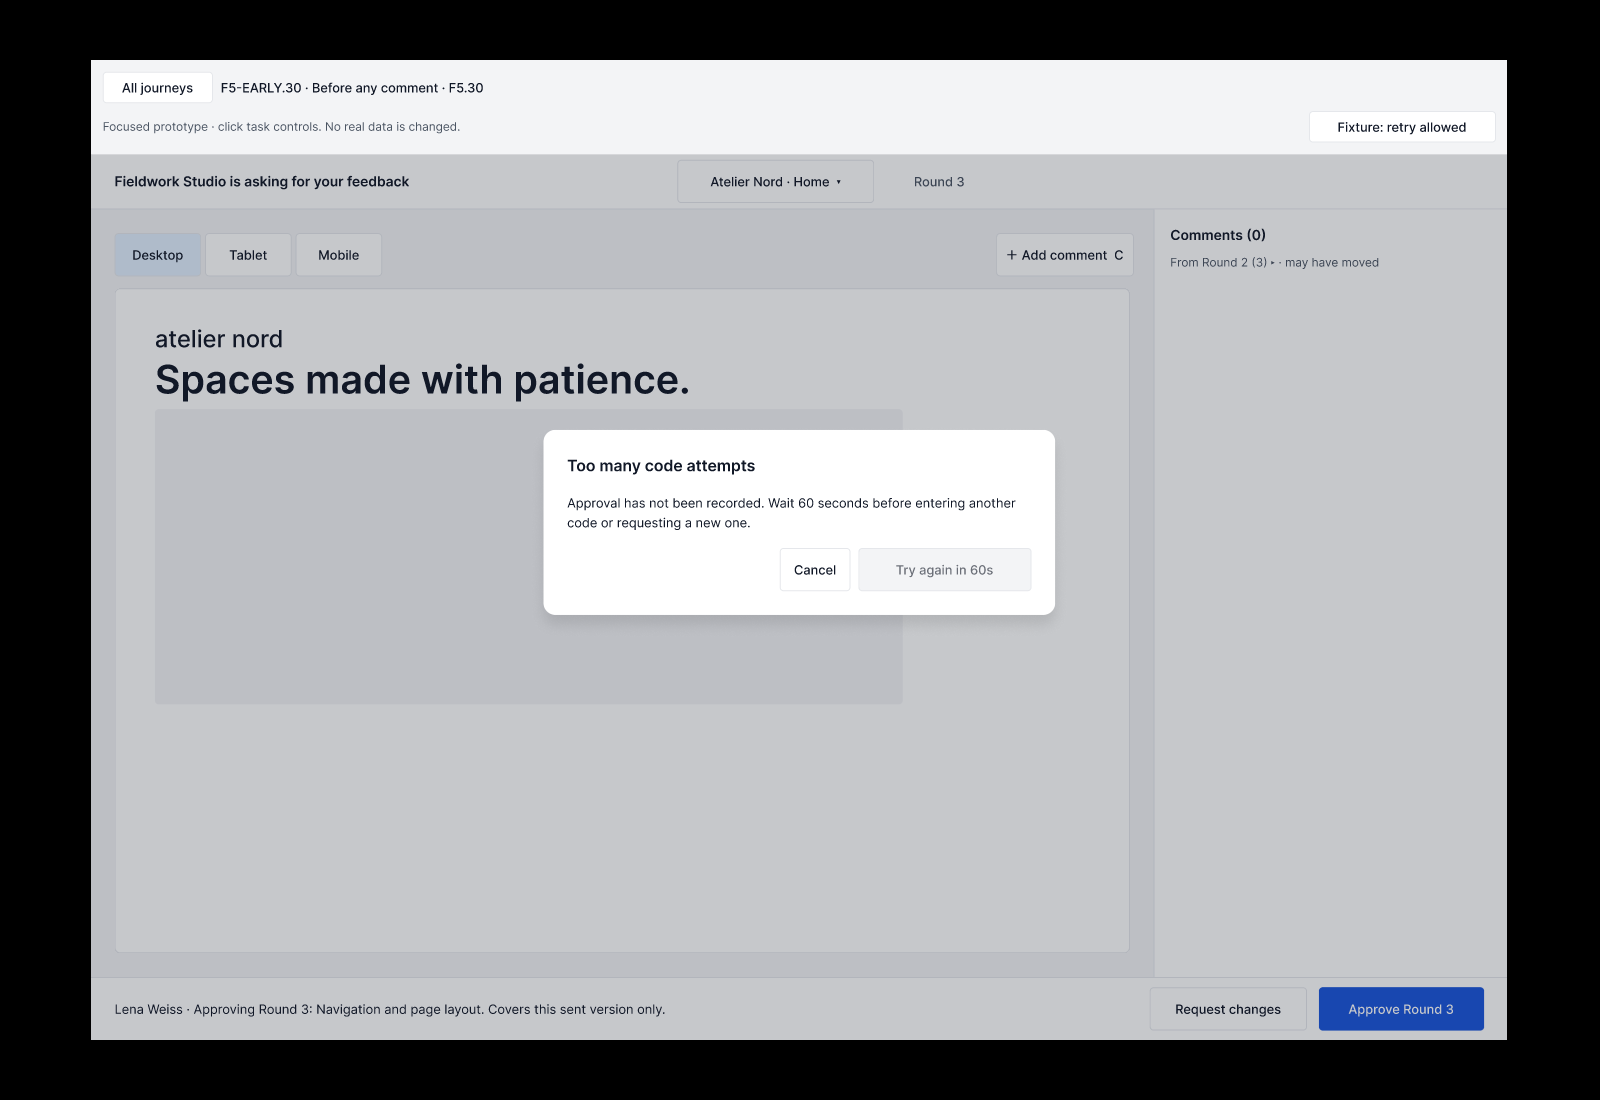 All journeys
F5-EARLY.30 · Before any comment · F5.30
Focused prototype · click task controls. No real data is changed.
Fixture: retry allowed
Fieldwork Studio is asking for your feedback
Atelier Nord · Home ▾
Round 3
Desktop
Tablet
Mobile
+ Add comment C
Comments (0)
From Round 2 (3) ▸ · may have moved
atelier nord
Spaces made with patience.
Too many code attempts
Approval has not been recorded. Wait 60 seconds before entering another
code or requesting a new one.
Cancel
Try again in 60s
Lena Weiss · Approving Round 3: Navigation and page layout. Covers this sent version only.
Request changes
Approve Round 3